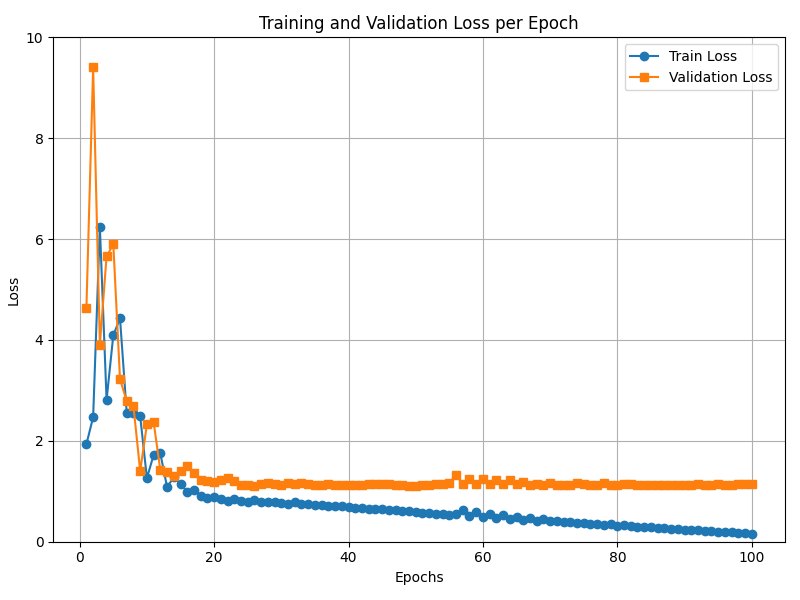 Training and Validation Loss per Epoch
Train Loss
Validation Loss
10
8
6
4
2
0
Loss
0 20 40 60 80 100
Epochs